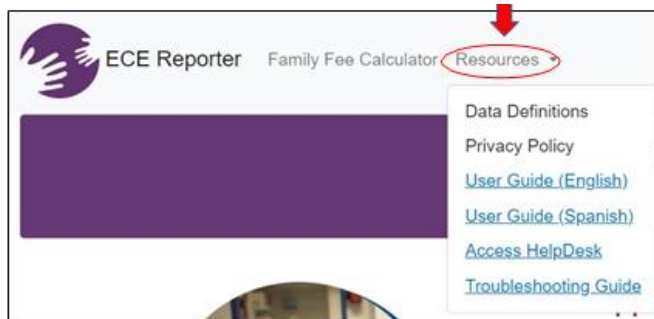 ECE Reporter Family Fee Calculator Resources
Data Definitions
Privacy Policy
User Guide (English)
User Guide (Spanish)
Access HelpDesk
Troubleshooting Guide